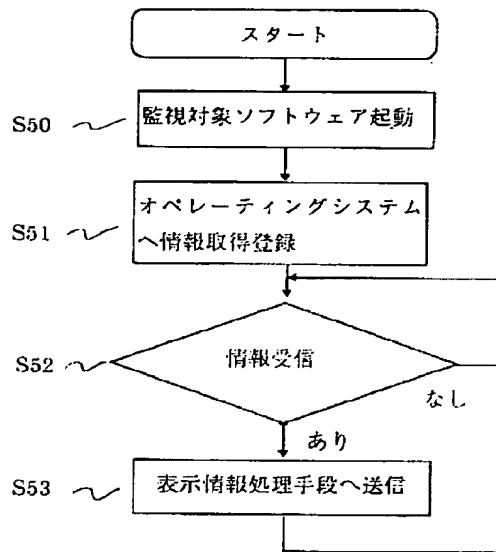 スタート
S50
監視対象ソフトウェア起動
S51
オペレーティングシステム
へ情報取得登録
S52
情報受信
なし
あり
S53
表示情報処理手段へ送信